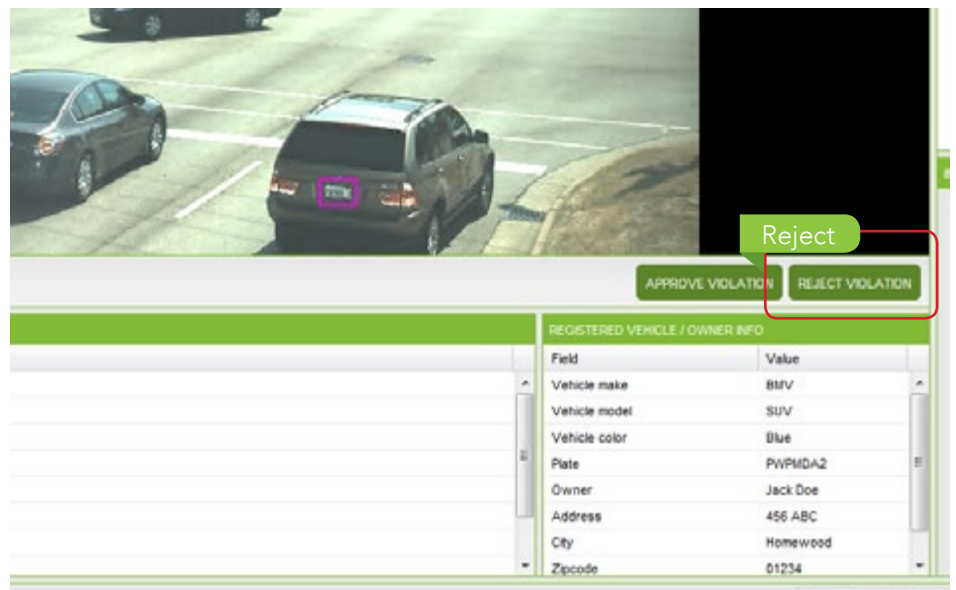 Reject
APPROVE VIOLATION
REJECT VIOLATION
REGISTERED VEHICLE / OWNER INFO
Field Value
Vehicle make BMV
Vehicle model SUV
Vehicle color Blue
Plate PWPMDA2
Owner Jack Doe
Address 456 ABC
City Homewood
Zipcode 01234